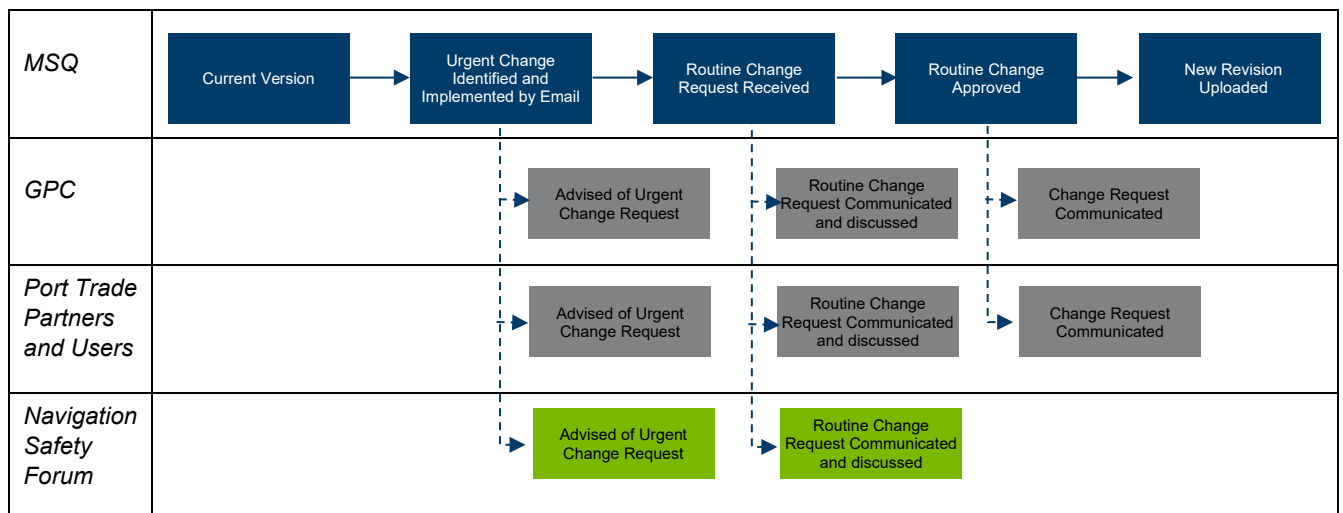 MSQ
Current Version
Urgent Change
Identified and
Implemented by Email
Routine Change
Request Received
Routine Change
Approved
New Revision
Uploaded
GPC
Advised of Urgent
Change Request
Routine Change
Request Communicated
and discussed
Change Request
Communicated
Port Trade
Partners
and Users
Advised of Urgent
Change Request
Routine Change
Request Communicated
and discussed
Change Request
Communicated
Navigation
Safety
Forum
Advised of Urgent
Change Request
Routine Change
Request Communicated
and discussed